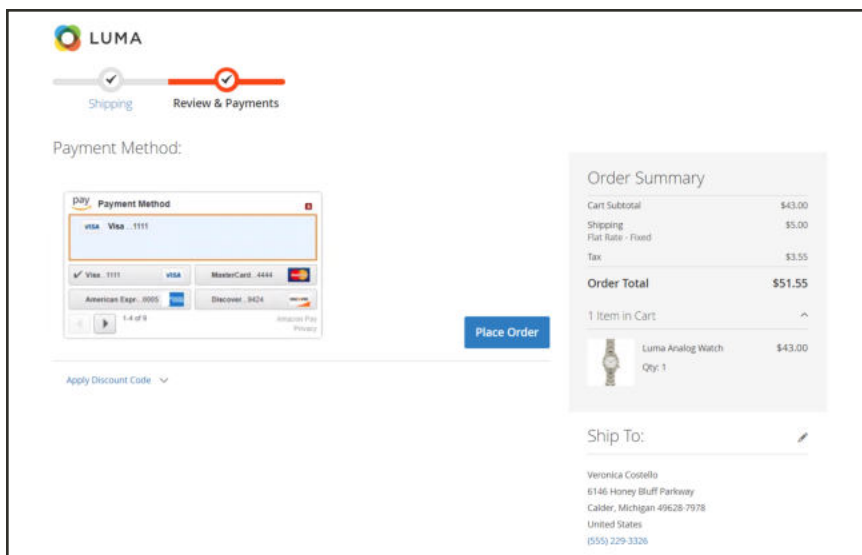 LUMA
Shipping
Review & Payments
Payment Method:
pay Payment Method
VISA Visa ...1111
Visa...1111 VISA
MasterCard...4444
American Expr...0005
Discover...9424
1-4 of 9
Amazon Pay
Privacy
Place Order
Apply Discount Code
Order Summary
Cart Subtotal $43.00
Shipping $5.00
Flat Rate - Fixed
Tax $3.55
Order Total $51.55
1 Item in Cart
Luma Analog Watch $43.00
Qty: 1
Ship To:
Veronica Costello
6146 Honey Bluff Parkway
Calder, Michigan 49628-7978
United States
(555) 229-3326